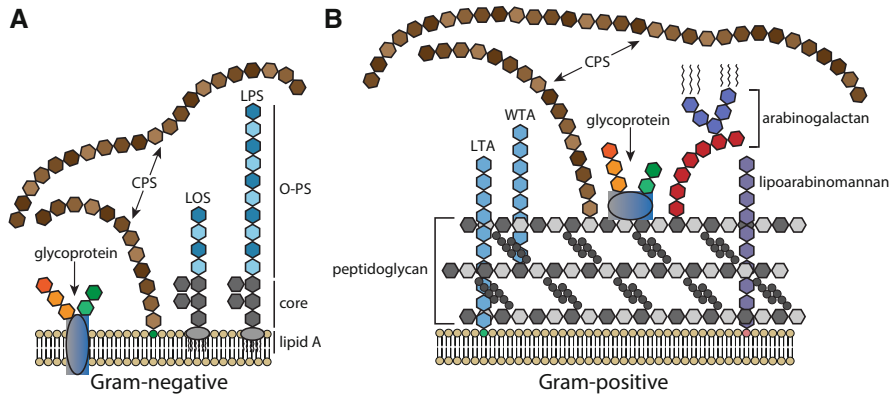 A
LPS
CPS
O-PS
LOS
glycoprotein
core
lipid A
Gram-negative
B
CPS
WTA
glycoprotein
arabinogalactan
LTA
lipoarabinomannan
peptidoglycan
Gram-positive